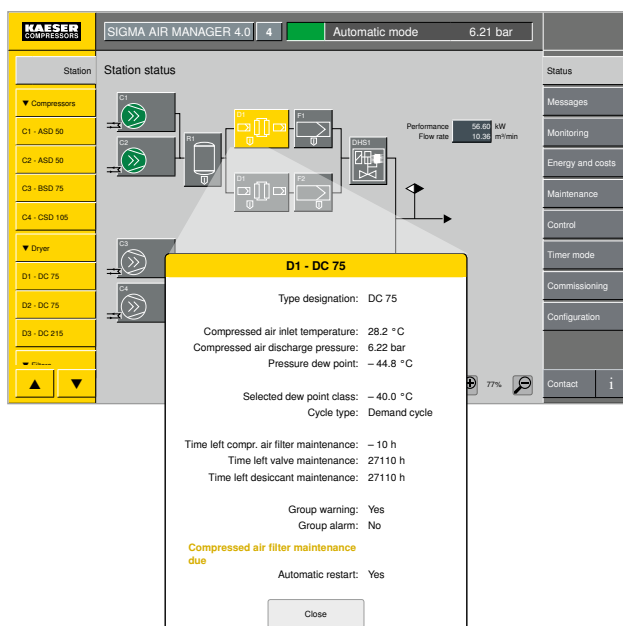 KAESER
COMPRESSORS
SIGMA AIR MANAGER 4.0
4
Automatic mode
6.21 bar
Station
Station status
Status
▼ Compressors
C1 - ASD 50
C2 - ASD 50
C3 - BSD 75
C4 - CSD 105
▼ Dryer
D1 - DC 75
D2 - DC 75
D3 - DC 215
C1
C2
R1
D1
F1
D1
F2
DHS1
C3
C4
Performance 56.60 kW
Flow rate 10.36 m³/min
Messages
Monitoring
Energy and costs
Maintenance
Control
Timer mode
Commissioning
Configuration
Contact
i
77%
D1 - DC 75
Type designation: DC 75
Compressed air inlet temperature: 28.2 °C
Compressed air discharge pressure: 6.22 bar
Pressure dew point: – 44.8 °C
Selected dew point class: – 40.0 °C
Cycle type: Demand cycle
Time left compr. air filter maintenance: – 10 h
Time left valve maintenance: 27110 h
Time left desiccant maintenance: 27110 h
Group warning: Yes
Group alarm: No
Compressed air filter maintenance
due
Automatic restart: Yes
Close